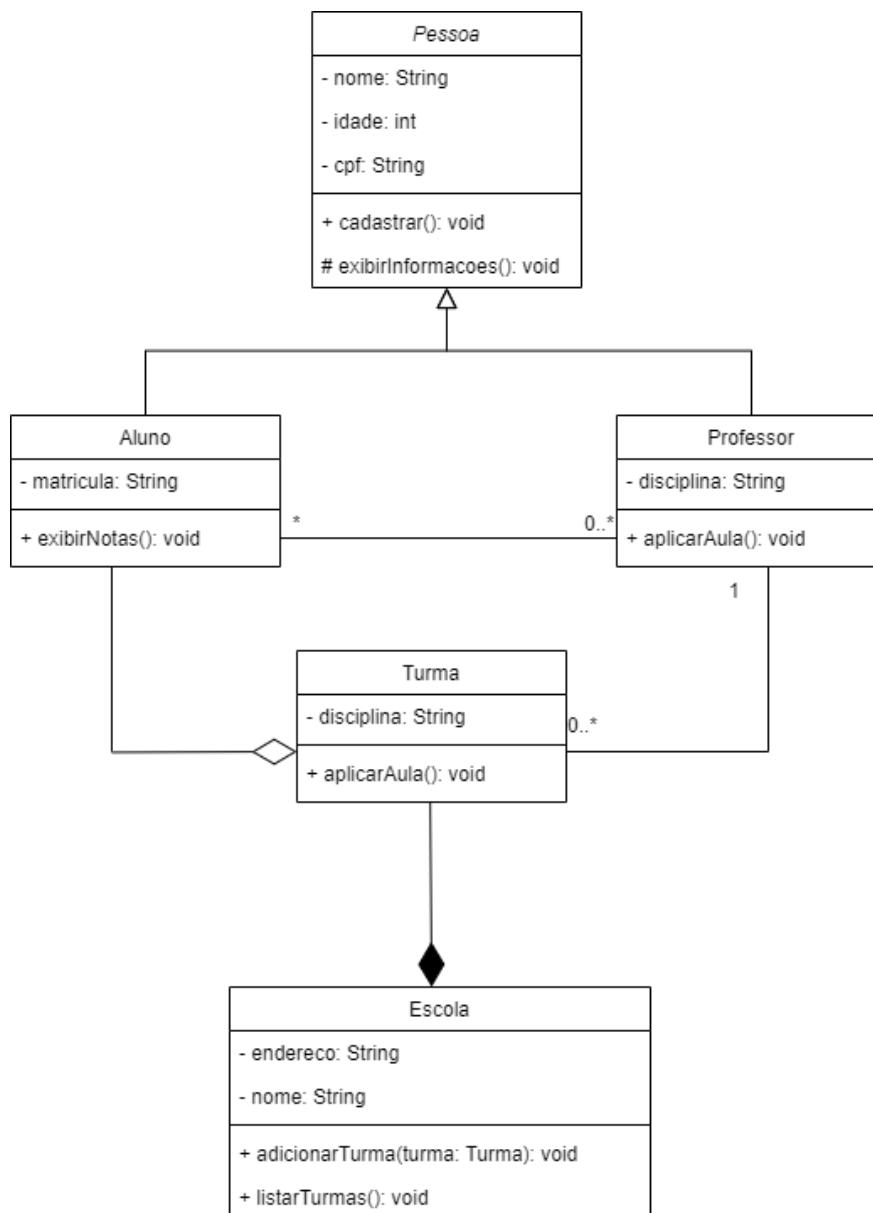 Pessoa
- nome: String
- idade: int
- cpf: String
+ cadastrar(): void
# exibirInformacoes(): void
Aluno
- matricula: String
+ exibirNotas(): void
*
0..*
Professor
- disciplina: String
+ aplicarAula(): void
1
Turma
- disciplina: String
+ aplicarAula(): void
0..*
Escola
- endereco: String
- nome: String
+ adicionarTurma(turma: Turma): void
+ listarTurmas(): void